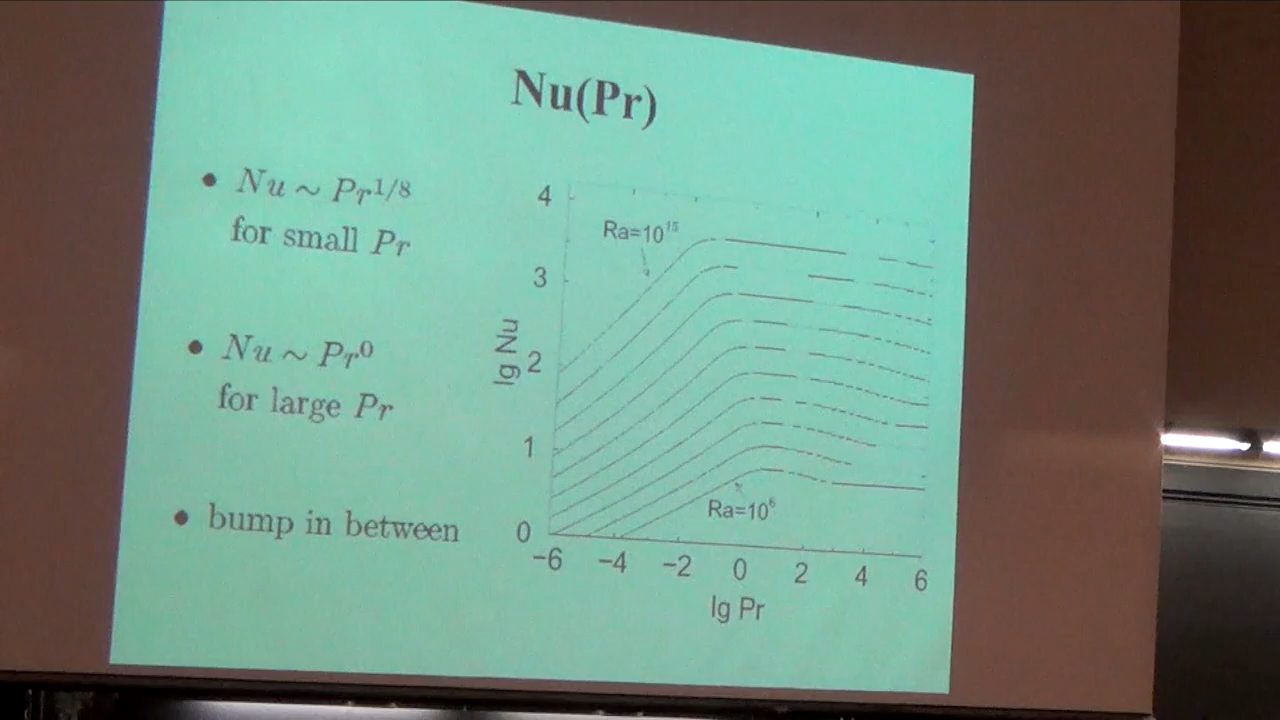 Nu(Pr)
• Nu ~ Pr^1/8
for small Pr
• Nu ~ Pr^0
for large Pr
• bump in between
4
3
2
1
0
lg Nu
Ra=10^15
Ra=10^6
−6 −4 −2 0 2 4 6
lg Pr